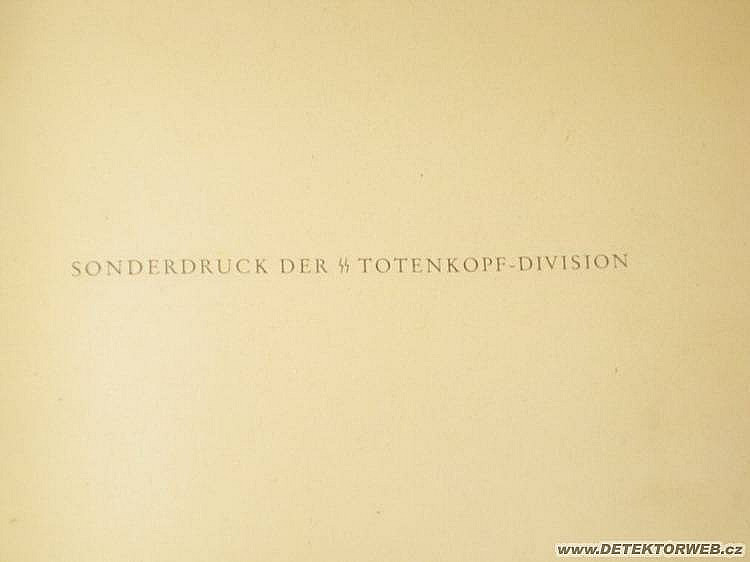 SONDERDRUCK DER ᛋᛋ TOTENKOPF-DIVISION
www.DETEKTORWEB.cz